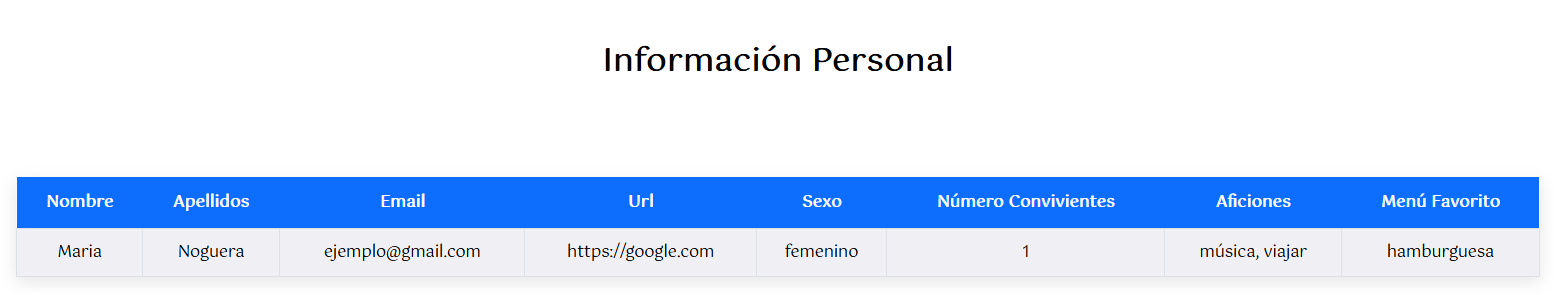 Información Personal
Nombre Apellidos Email Url Sexo Número Convivientes Aficiones Menú Favorito
Maria Noguera ejemplo@gmail.com https://google.com femenino 1 música, viajar hamburguesa